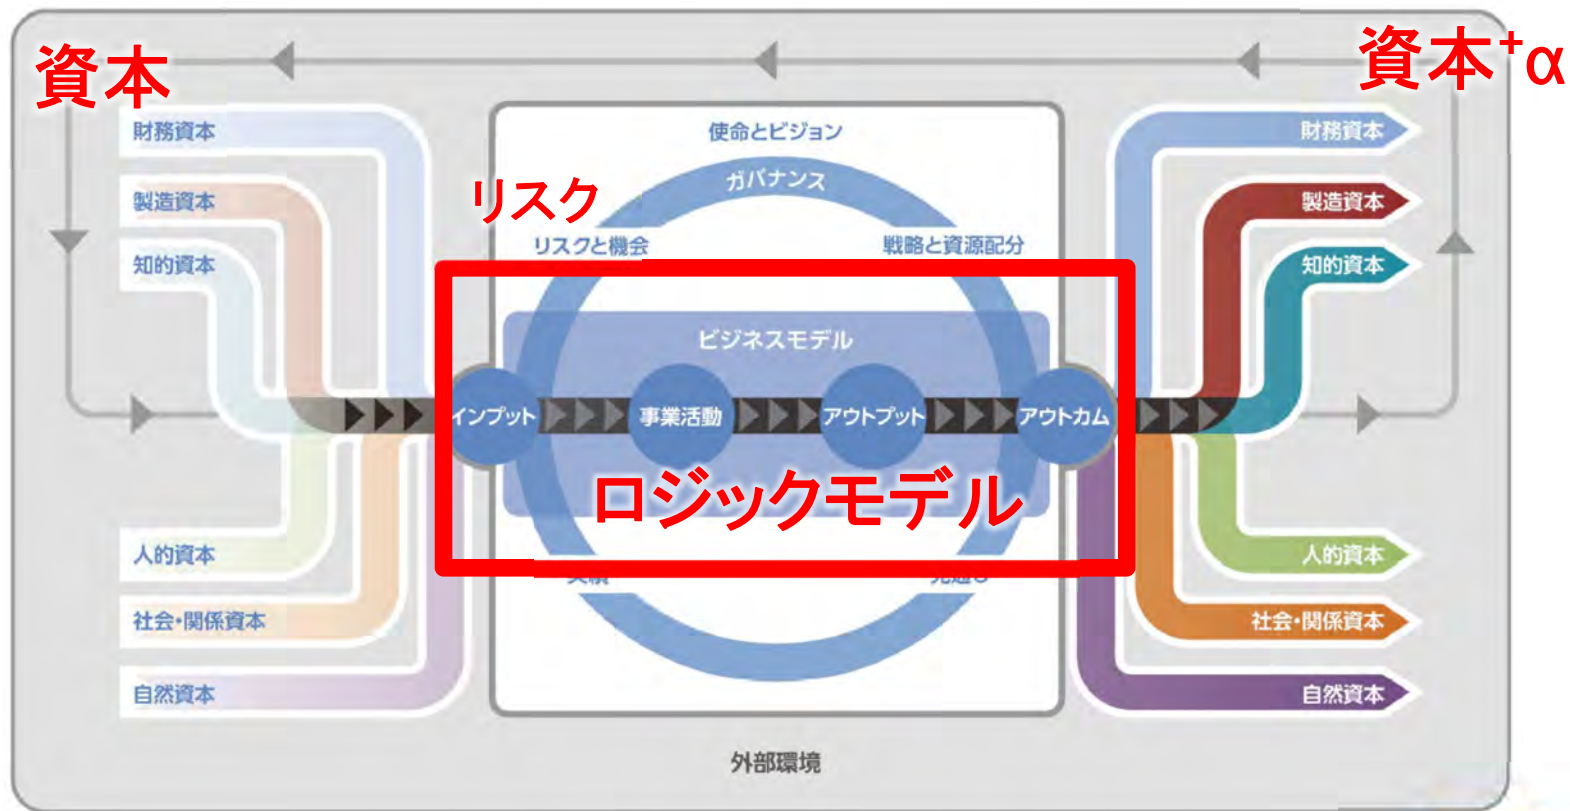 資本
資本+α
財務資本
製造資本
知的資本
人的資本
社会・関係資本
自然資本
使命とビジョン
ガバナンス
リスク
リスクと機会
戦略と資源配分
ビジネスモデル
インプット
事業活動
アウトプット
アウトカム
ロジックモデル
財務資本
製造資本
知的資本
人的資本
社会・関係資本
自然資本
外部環境